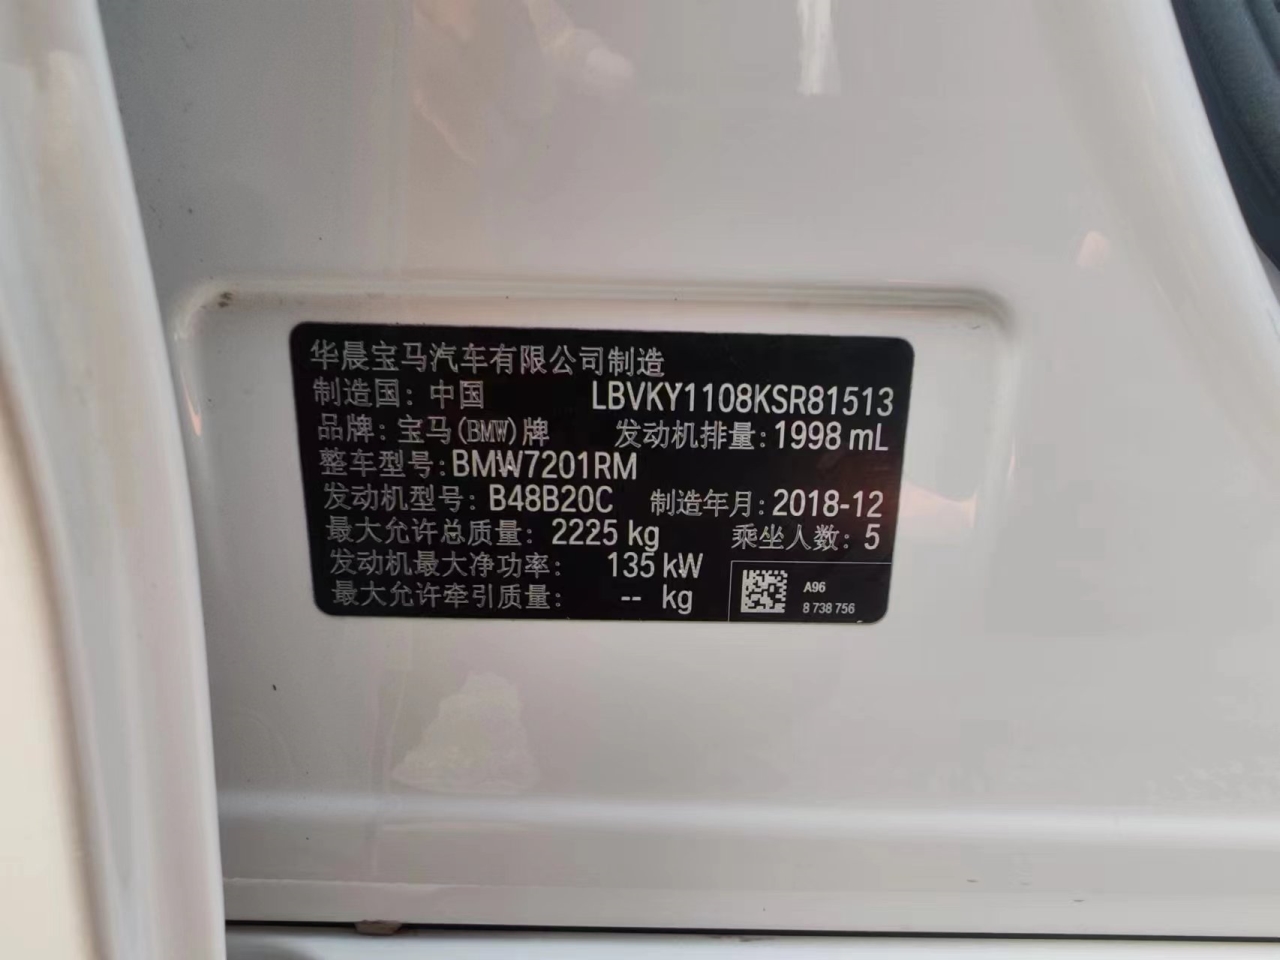 华晨宝马汽车有限公司制造
制造国: 中国 LBVKY1108KSR81513
品牌: 宝马(BMW)牌 发动机排量: 1998 mL
整车型号: BMW7201RM
发动机型号: B48B20C 制造年月: 2018-12
最大允许总质量: 2225 kg 乘坐人数: 5
发动机最大净功率: 135 kW
最大允许牵引质量: -- kg
A96
8 738 756